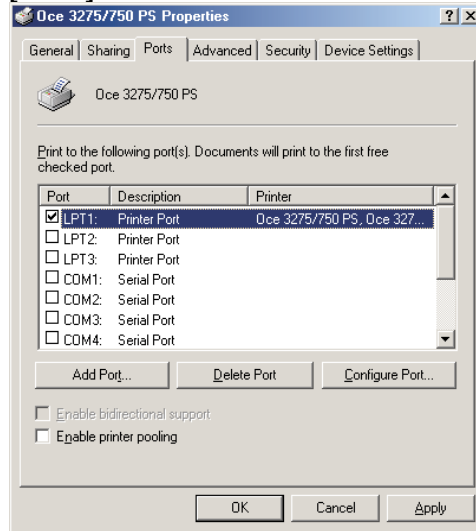 Oce 3275/750 PS Properties
General Sharing Ports Advanced Security Device Settings
Oce 3275/750 PS
Print to the following port(s). Documents will print to the first free
checked port.
Port Description Printer
LPT1: Printer Port Oce 3275/750 PS, Oce 327...
LPT2: Printer Port
LPT3: Printer Port
COM1: Serial Port
COM2: Serial Port
COM3: Serial Port
COM4: Serial Port
Add Port... Delete Port Configure Port...
Enable bidirectional support
Enable printer pooling
OK Cancel Apply